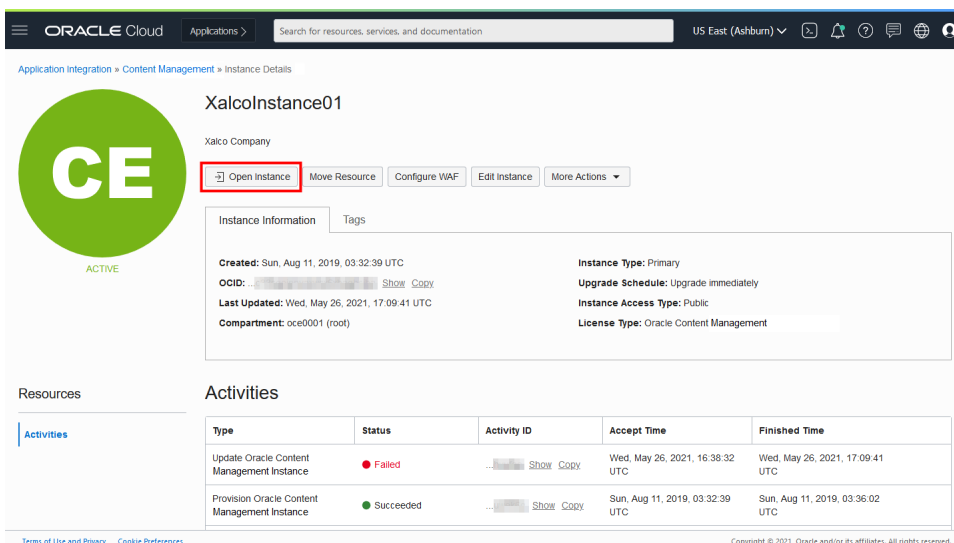 ORACLE Cloud
Applications >
Search for resources, services, and documentation
US East (Ashburn)
Application Integration » Content Management » Instance Details
CE
ACTIVE
XalcoInstance01
Xalco Company
Open Instance
Move Resource
Configure WAF
Edit Instance
More Actions
Instance Information
Tags
Created: Sun, Aug 11, 2019, 03:32:39 UTC
OCID: ... Show Copy
Last Updated: Wed, May 26, 2021, 17:09:41 UTC
Compartment: oce0001 (root)
Instance Type: Primary
Upgrade Schedule: Upgrade immediately
Instance Access Type: Public
License Type: Oracle Content Management
Resources
Activities
Activities
Type Status Activity ID Accept Time Finished Time
Update Oracle Content Management Instance
Failed
... Show Copy
Wed, May 26, 2021, 16:38:32 UTC
Wed, May 26, 2021, 17:09:41 UTC
Provision Oracle Content Management Instance
Succeeded
... Show Copy
Sun, Aug 11, 2019, 03:32:39 UTC
Sun, Aug 11, 2019, 03:36:02 UTC
Terms of Use and Privacy Cookie Preferences
Copyright © 2021, Oracle and/or its affiliates. All rights reserved.